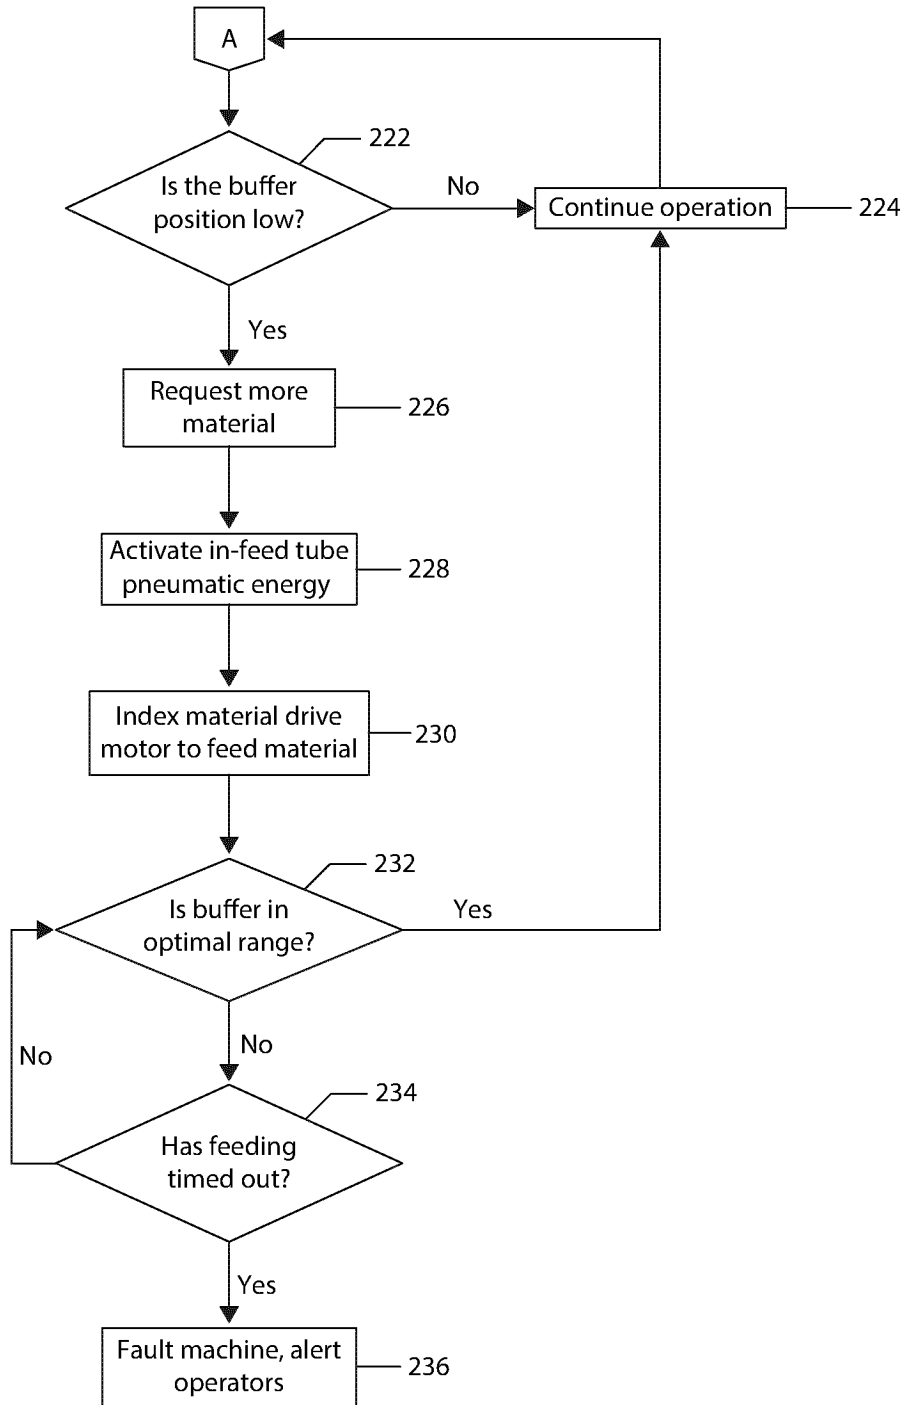 A
222
Is the buffer
position low?
No
Continue operation
224
Yes
Request more
material
226
Activate in-feed tube
pneumatic energy
228
Index material drive
motor to feed material
230
232
Is buffer in
optimal range?
Yes
No
No
234
Has feeding
timed out?
Yes
Fault machine, alert
operators
236